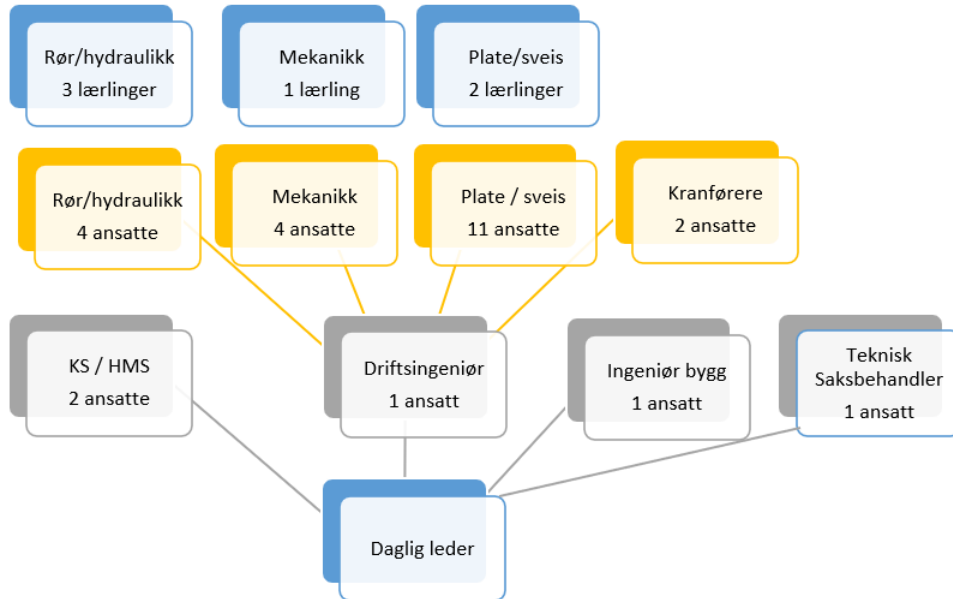 Rør/hydraulikk
3 lærlinger
Mekanikk
1 lærling
Plate/sveis
2 lærlinger
Rør/hydraulikk
4 ansatte
Mekanikk
4 ansatte
Plate / sveis
11 ansatte
Kranførere
2 ansatte
KS / HMS
2 ansatte
Driftsingeniør
1 ansatt
Ingeniør bygg
1 ansatt
Teknisk
Saksbehandler
1 ansatt
Daglig leder